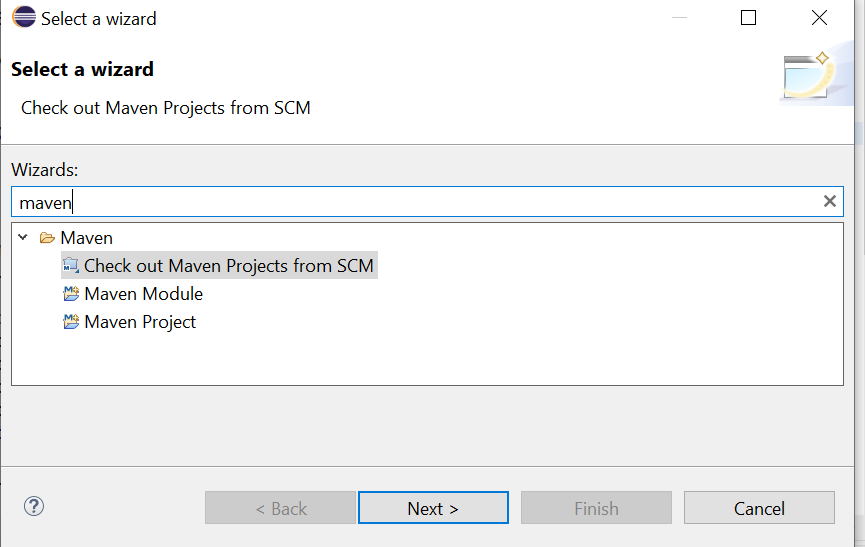 Select a wizard
Select a wizard
Check out Maven Projects from SCM
Wizards:
maven
Maven
Check out Maven Projects from SCM
Maven Module
Maven Project
< Back Next > Finish Cancel